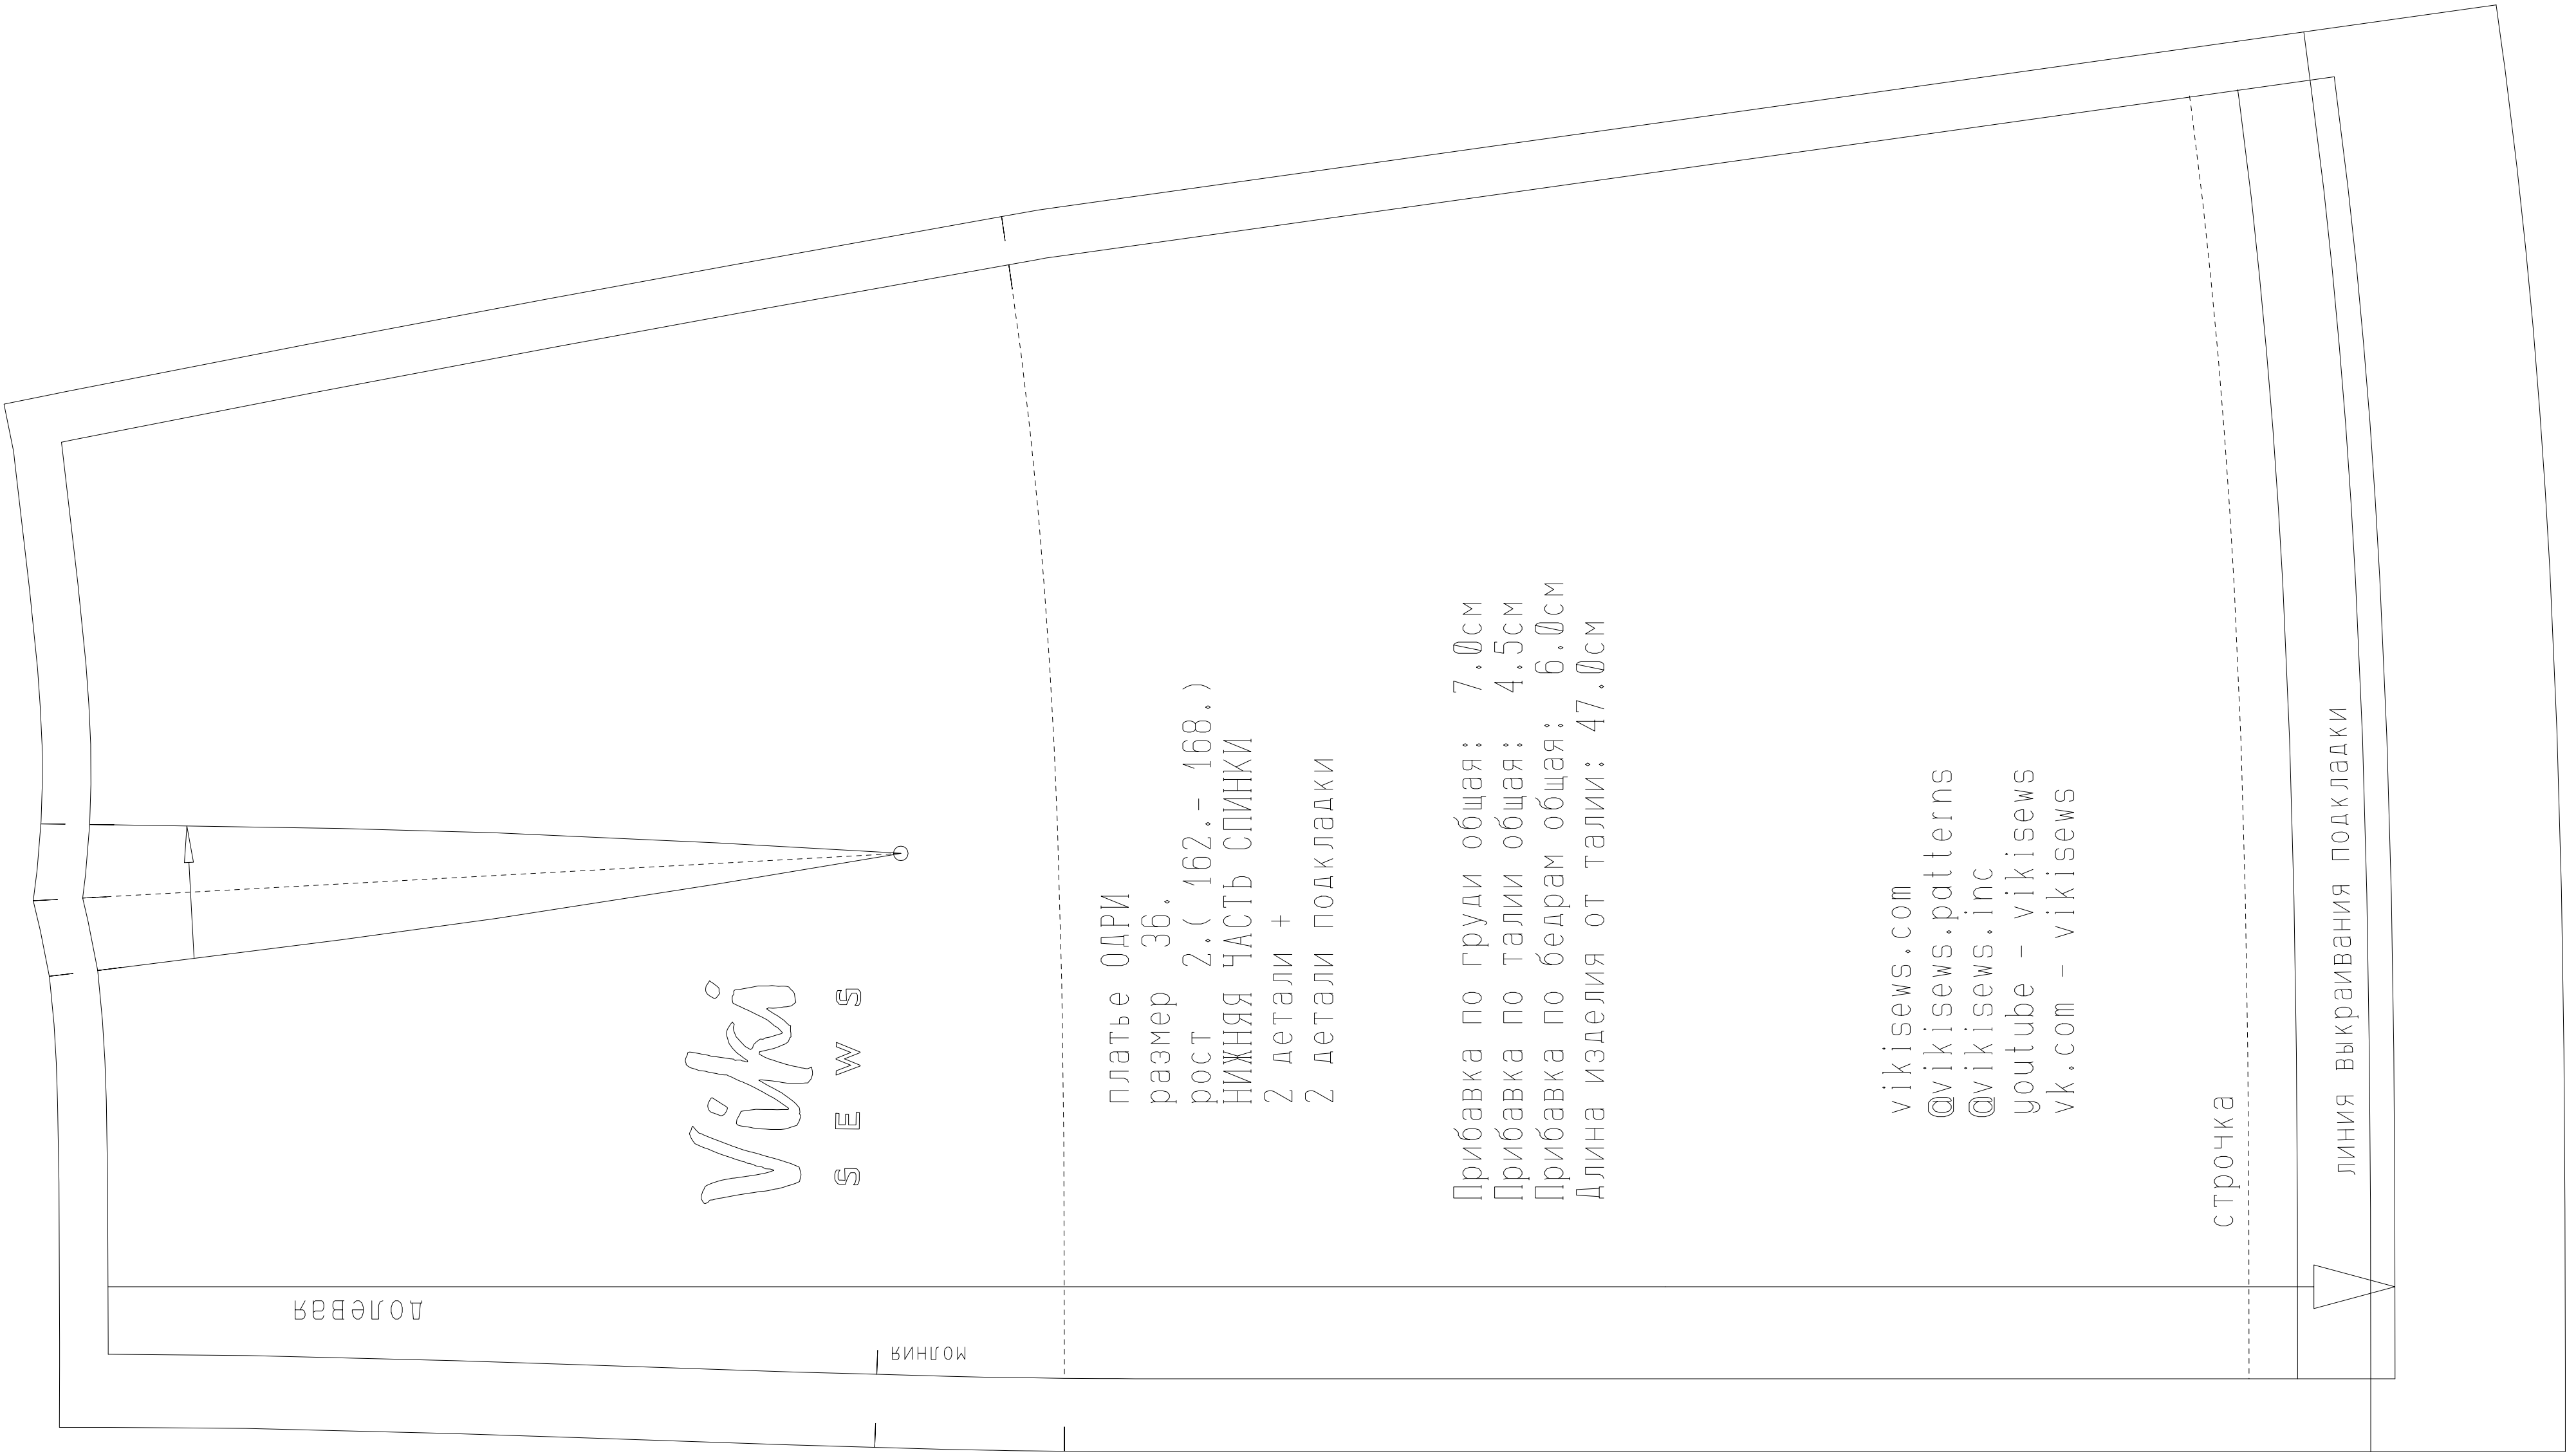 Viki
SEWS
платье ОДРИ
размер 36.
рост 2.( 162.- 168.)
НИЖНЯЯ ЧАСТЬ СПИНКИ
2 детали +
2 детали подкладки
Прибавка по груди общая: 7.0см
Прибавка по талии общая: 4.5см
Прибавка по бедрам общая: 6.0см
Длина изделия от талии: 47.0см
vikisews.com
@vikisews.patterns
@vikisews.inc
youtube - vikisews
vk.com - vikisews
строчка
линия выкраивания подкладки
долевая
молния